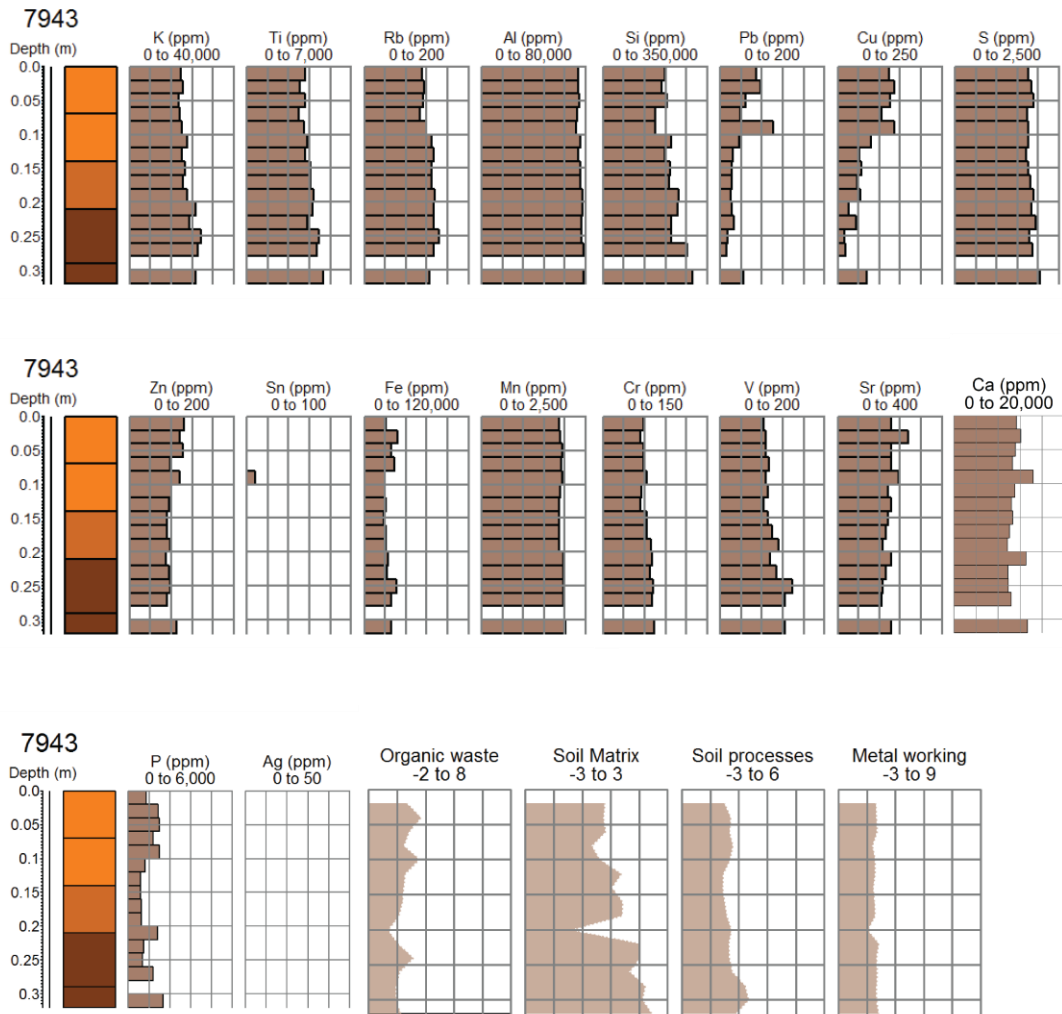 7943
Depth (m)
K (ppm) Ti (ppm) Rb (ppm) Al (ppm) Si (ppm) Pb (ppm) Cu (ppm) S (ppm)
0 to 40,000 0 to 7,000 0 to 200 0 to 80,000 0 to 350,000 0 to 200 0 to 250 0 to 2,500
0.0
0.05
0.1
0.15
0.2
0.25
0.3
7943
Depth (m)
Zn (ppm) Sn (ppm) Fe (ppm) Mn (ppm) Cr (ppm) V (ppm) Sr (ppm) Ca (ppm)
0 to 200 0 to 100 0 to 120,000 0 to 2,500 0 to 150 0 to 200 0 to 400 0 to 20,000
0.0
0.05
0.1
0.15
0.2
0.25
0.3
7943
Depth (m)
P (ppm) Ag (ppm) Organic waste Soil Matrix Soil processes Metal working
0 to 6,000 0 to 50 -2 to 8 -3 to 3 -3 to 6 -3 to 9
0.0
0.05
0.1
0.15
0.2
0.25
0.3